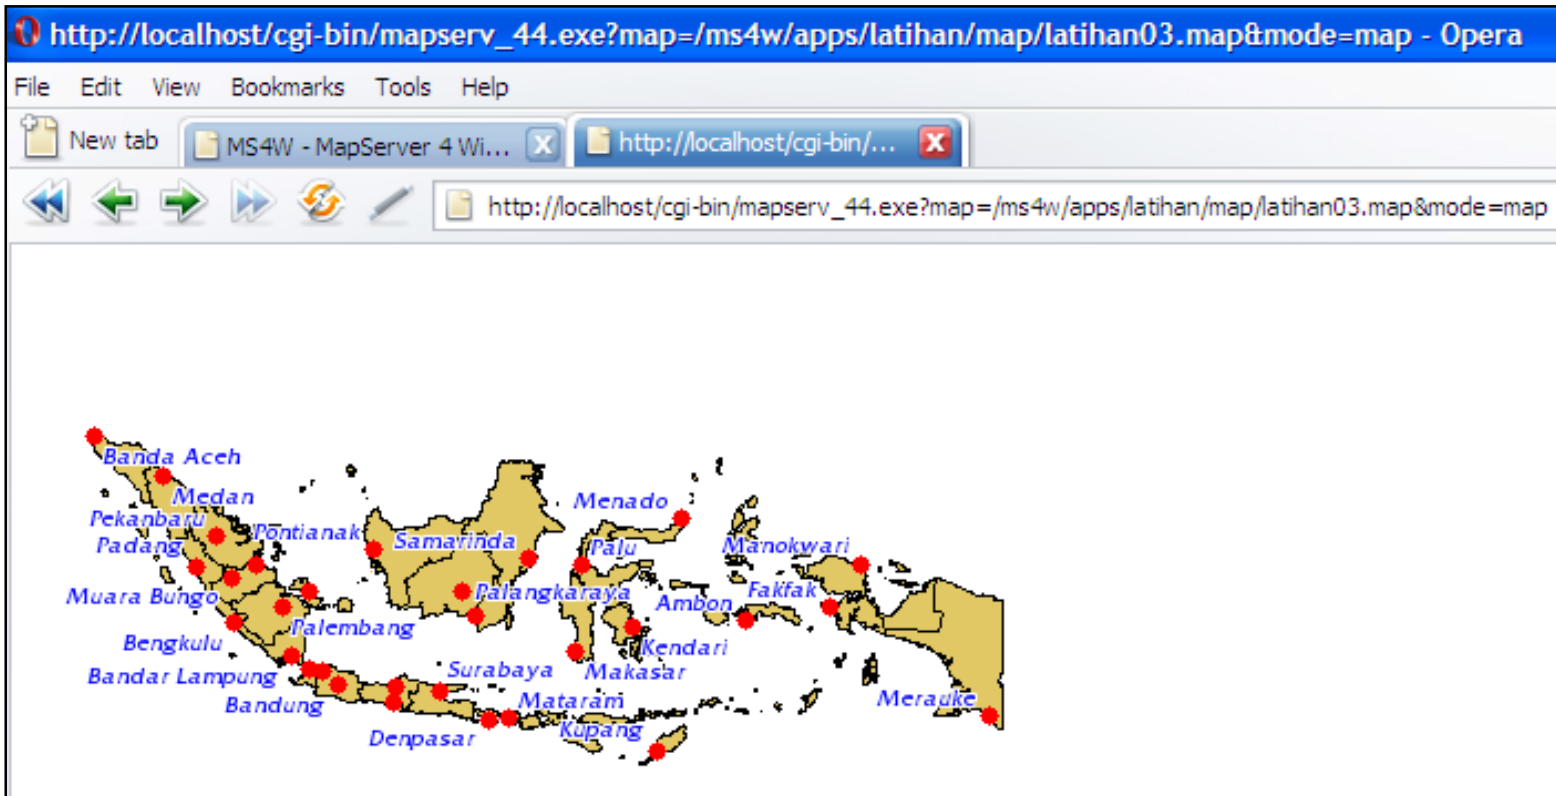 http://localhost/cgi-bin/mapserv_44.exe?map=/ms4w/apps/latihan/map/latihan03.map&mode=map - Opera
File Edit View Bookmarks Tools Help
New tab MS4W - MapServer 4 Wi... http://localhost/cgi-bin/...
http://localhost/cgi-bin/mapserv_44.exe?map=/ms4w/apps/latihan/map/latihan03.map&mode=map
Banda Aceh
Medan
Menado
Pekanbaru
Pontianak
Samarinda
Padang
Palu
Manokwari
Muara Bungo
Palangkaraya
Ambon
Fakfak
Palembang
Bengkulu
Kendari
Bandar Lampung
Surabaya
Makasar
Bandung
Mataram
Merauke
Denpasar
Kupang